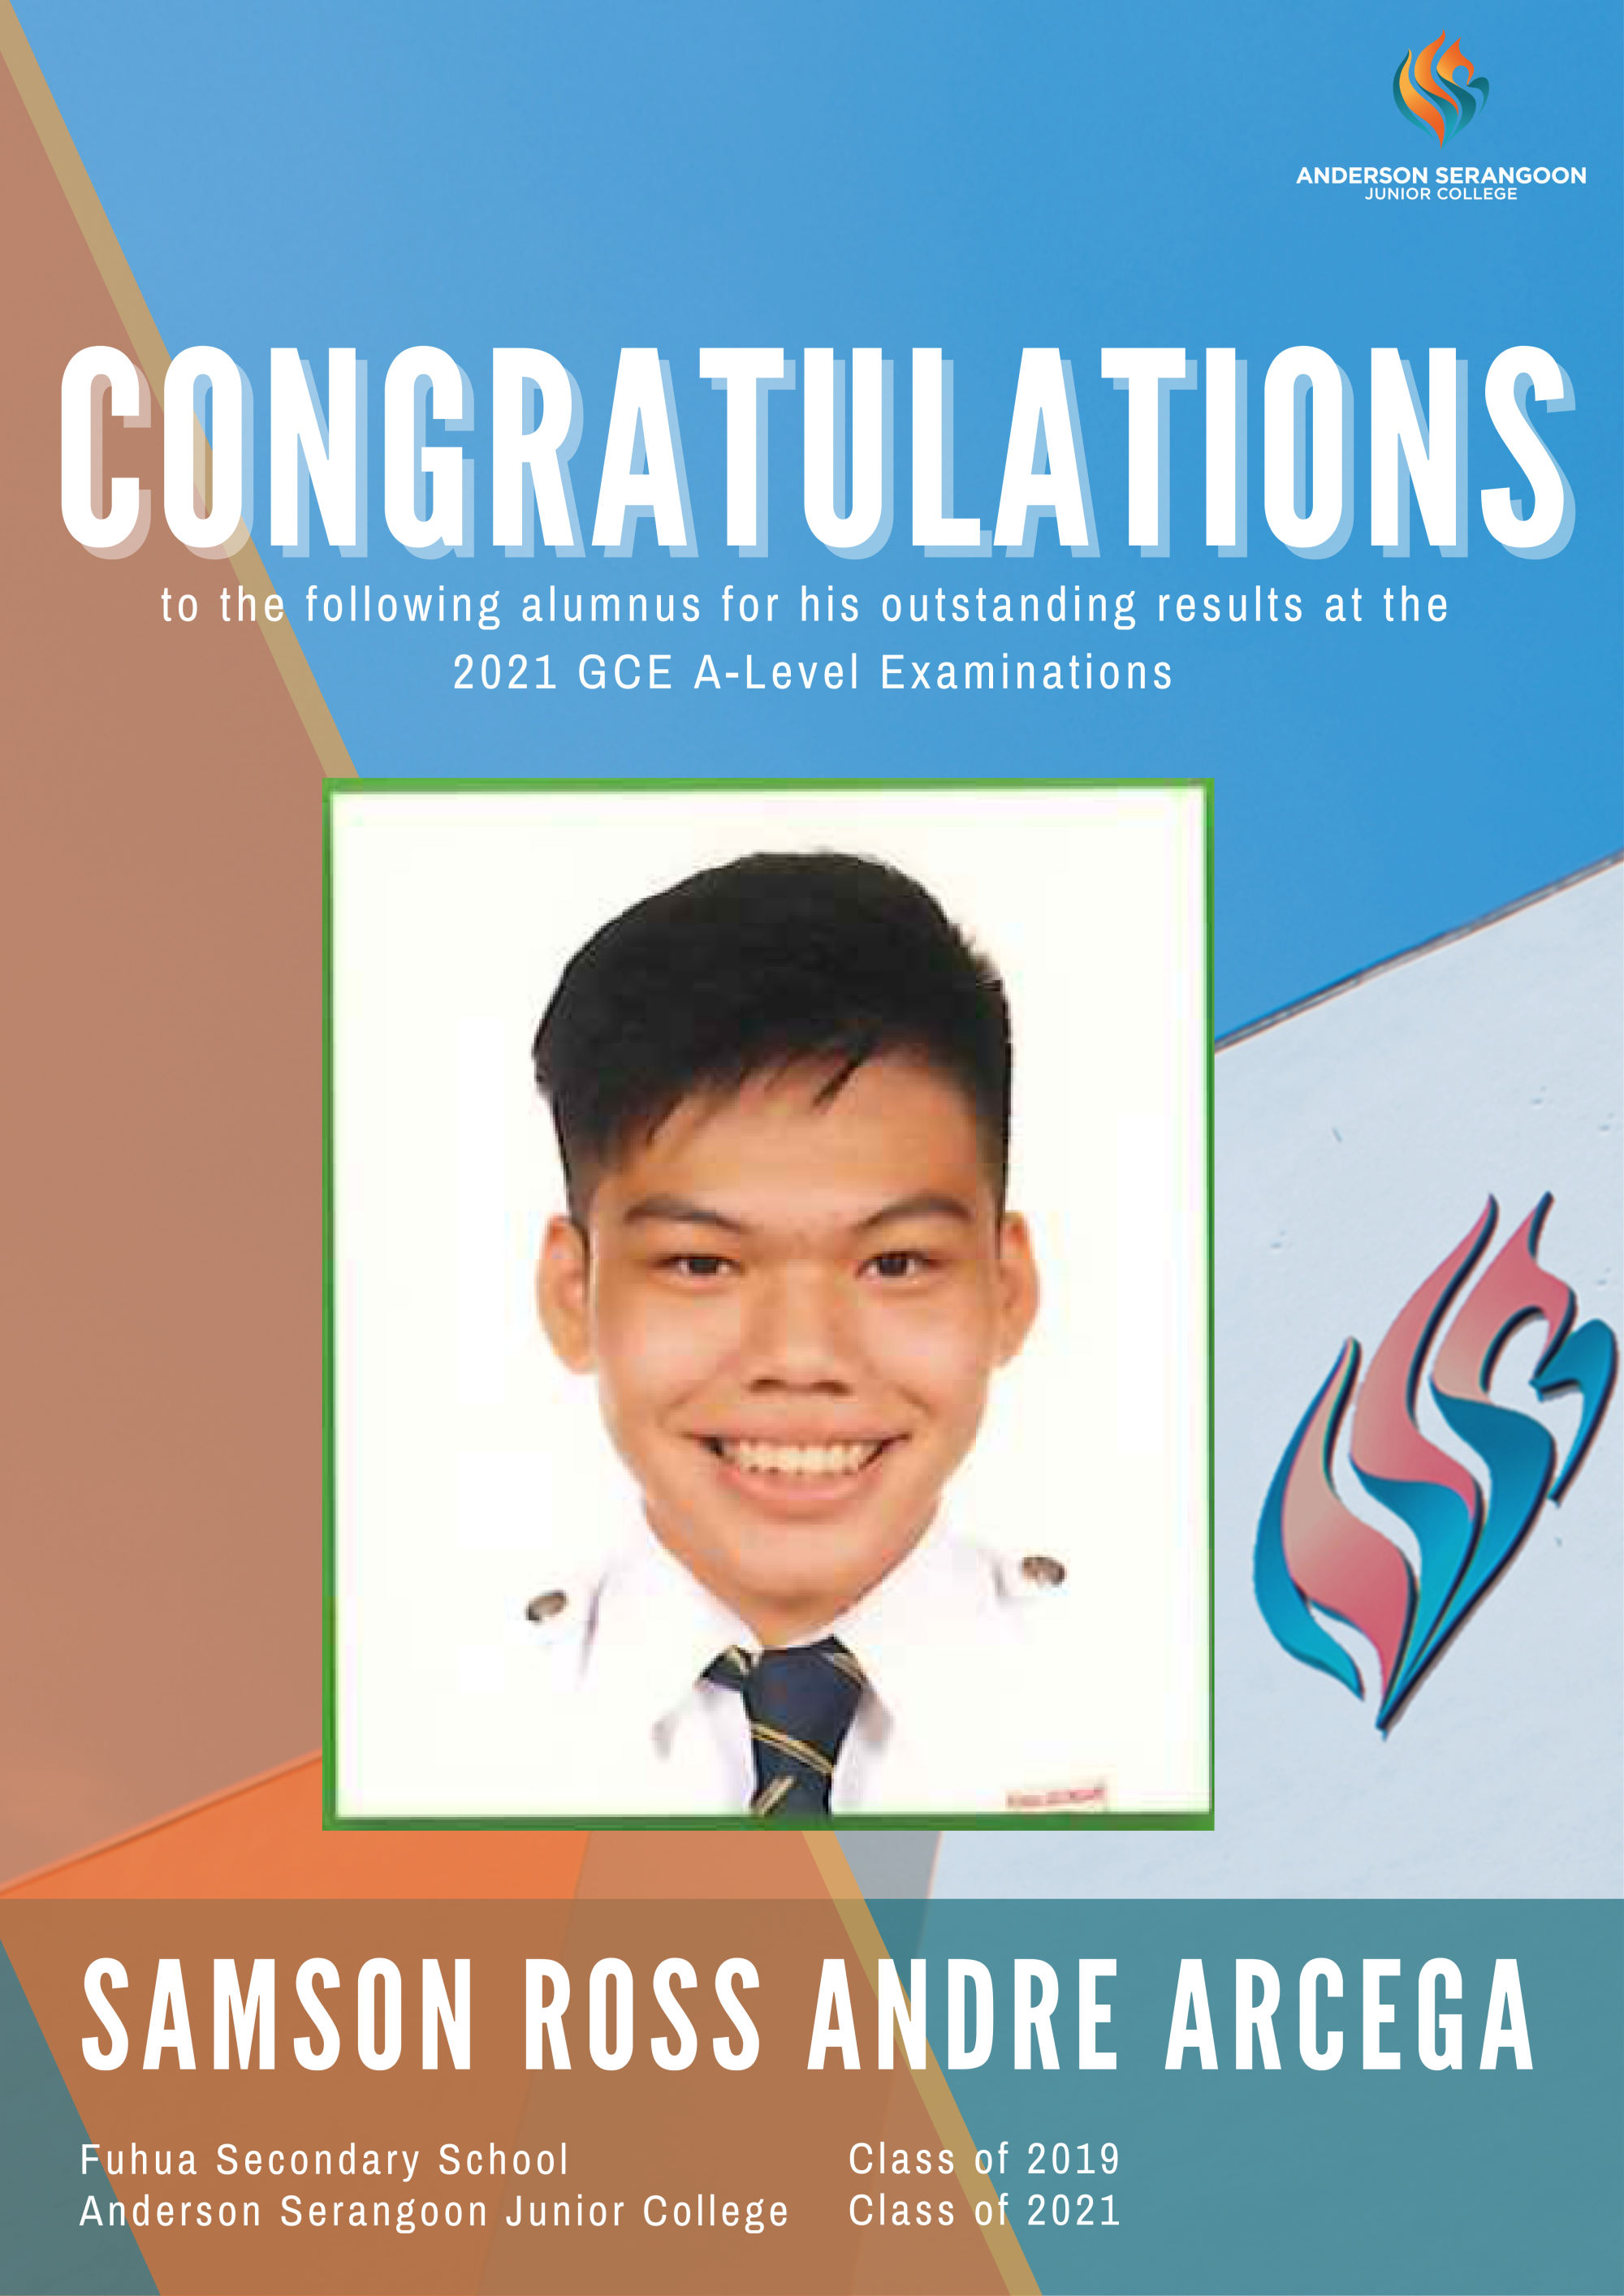 ANDERSON SERANGOON
JUNIOR COLLEGE
CONGRATULATIONS
to the following alumnus for his outstanding results at the
2021 GCE A-Level Examinations
SAMSON ROSS ANDRE ARCEGA
Fuhua Secondary School Class of 2019
Anderson Serangoon Junior College Class of 2021